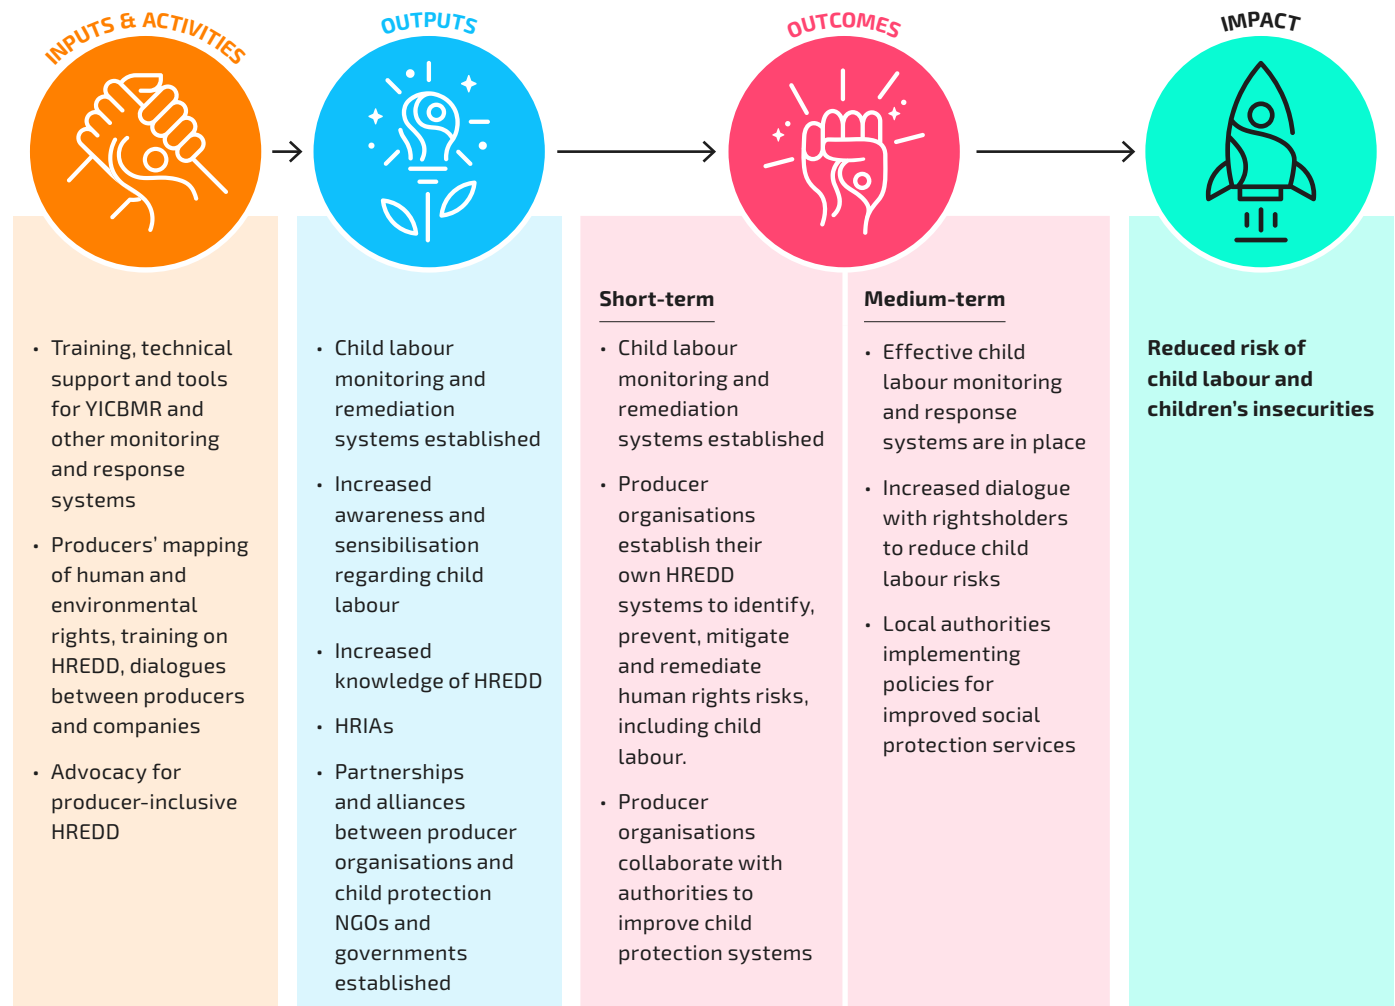 INPUTS & ACTIVITIES
OUTPUTS
OUTCOMES
IMPACT
• Training, technical
support and tools
for YICBMR and
other monitoring
and response
systems
• Producers’ mapping
of human and
environmental
rights, training on
HREDD, dialogues
between producers
and companies
• Advocacy for
producer-inclusive
HREDD
• Child labour
monitoring and
remediation
systems established
• Increased
awareness and
sensibilisation
regarding child
labour
• Increased
knowledge of HREDD
• HRIAs
• Partnerships
and alliances
between producer
organisations and
child protection
NGOs and
governments
established
Short-term
• Child labour
monitoring and
remediation
systems established
• Producer
organisations
establish their
own HREDD
systems to identify,
prevent, mitigate
and remediate
human rights risks,
including child
labour.
• Producer
organisations
collaborate with
authorities to
improve child
protection systems
Medium-term
• Effective child
labour monitoring
and response
systems are in place
• Increased dialogue
with rightsholders
to reduce child
labour risks
• Local authorities
implementing
policies for
improved social
protection services
Reduced risk of
child labour and
children’s insecurities